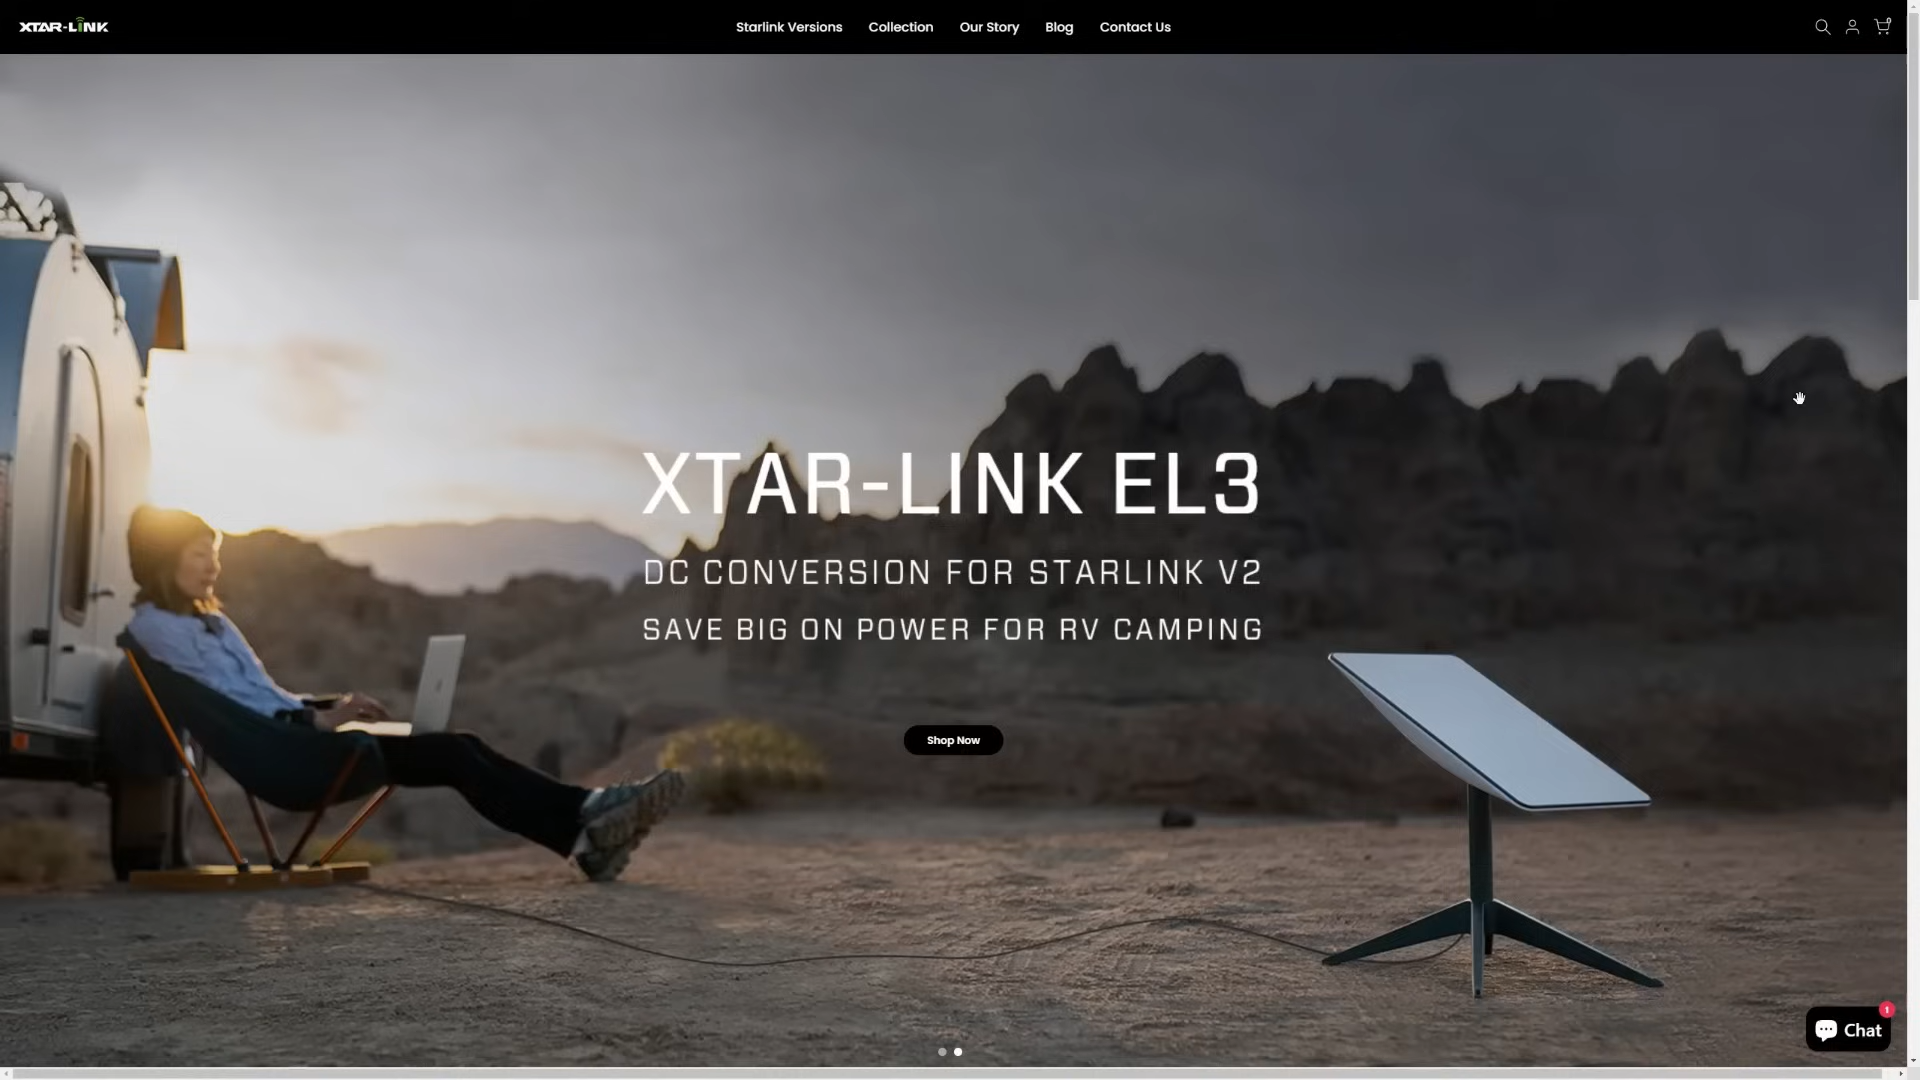 XTAR-LINK
Starlink Versions
Collection
Our Story
Blog
Contact Us
0
XTAR-LINK EL3
DC CONVERSION FOR STARLINK V2
SAVE BIG ON POWER FOR RV CAMPING
Shop Now
1
Chat